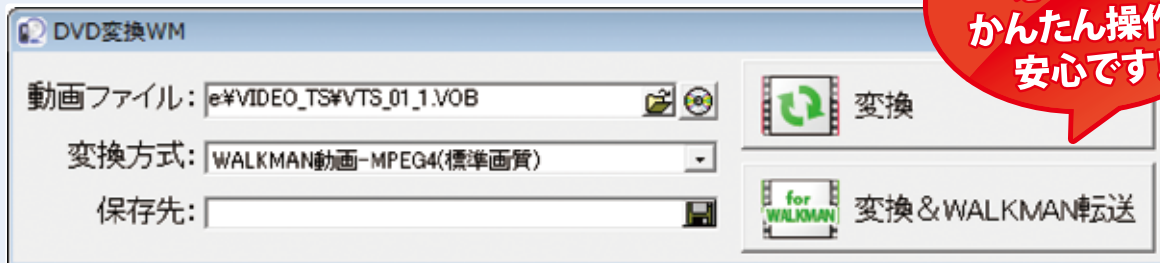 DVD変換WM
かんたん操作
安心です!
動画ファイル: e¥VIDEO_TS¥VTS_01_1.VOB
変換
変換方式: WALKMAN動画-MPEG4(標準画質)
保存先:
for
WALKMAN
変換&WALKMAN転送